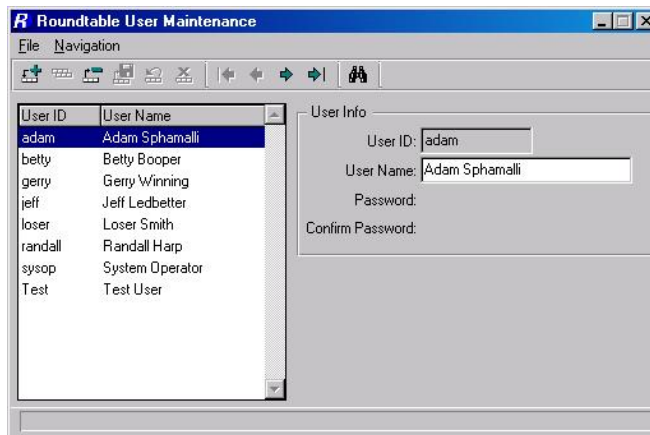 R Roundtable User Maintenance
File Navigation
User ID User Name
adam Adam Sphamalli
betty Betty Booper
gerry Gerry Winning
jeff Jeff Ledbetter
loser Loser Smith
randall Randall Harp
sysop System Operator
Test Test User
User Info
User ID: adam
User Name: Adam Sphamalli
Password:
Confirm Password: